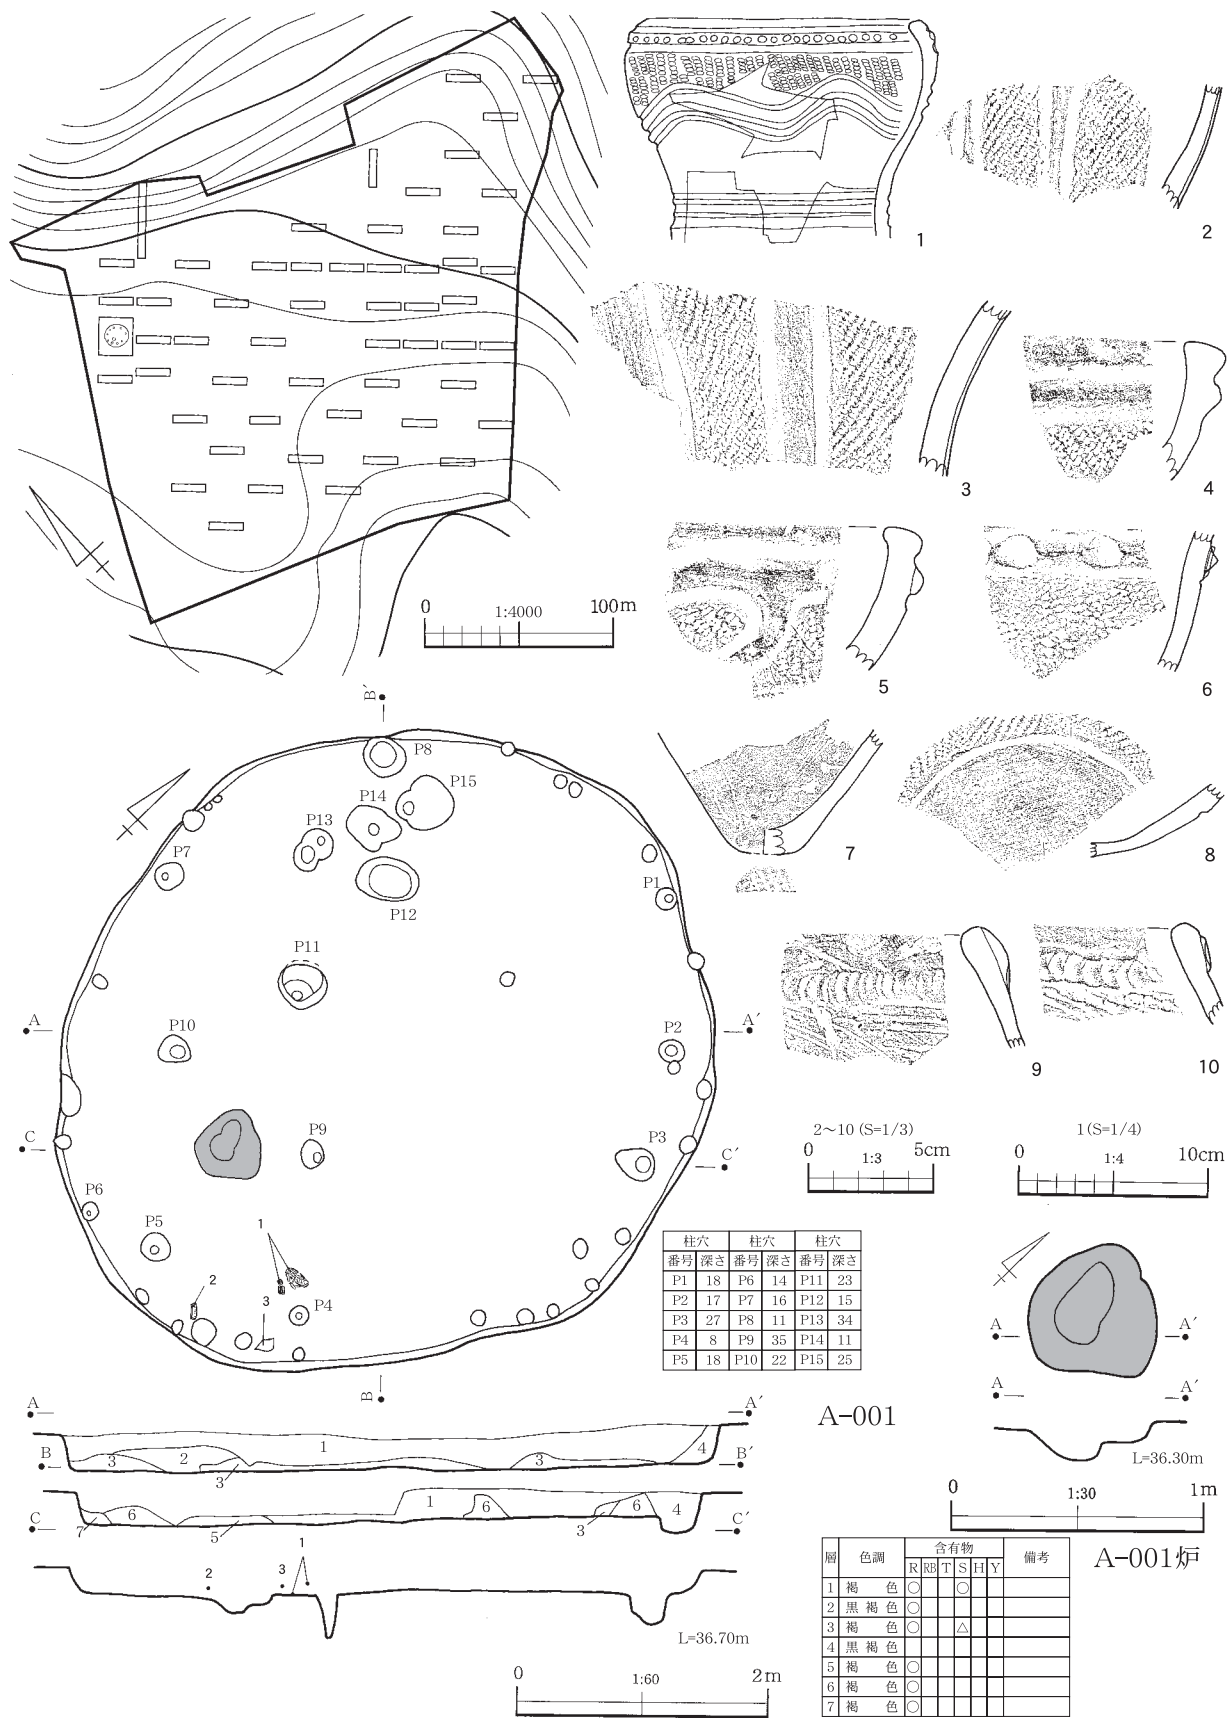 1
2
3
4
0 1:4000 100m
5
6
B′
P8
P15
P14
P13
P7
P12
P1
7
8
P11
A
A′
P10
P2
9
10
C
P9
P3
C′
2～10 (S=1/3)
0 1:3 5cm
1 (S=1/4)
0 1:4 10cm
P6
P5
1
2
3
P4
B
柱穴 柱穴 柱穴
番号 深さ 番号 深さ 番号 深さ
P1 18 P6 14 P11 23
P2 17 P7 16 P12 15
P3 27 P8 11 P13 34
P4 8 P9 35 P14 11
P5 18 P10 22 P15 25
A A′
A A′
L=36.30m
0 1:30 1m
A-001炉
A-001
A A′
1
2
3
3
3
4
B B′
1
6
6
6
4
7
5
3
C C′
1
2
3
L=36.70m
0 1:60 2m
層 色調 含有物 備考
R RB T S H Y
1 褐色 ○ ○
2 黒褐色 ○
3 褐色 ○ △
4 黒褐色
5 褐色 ○
6 褐色 ○
7 褐色 ○